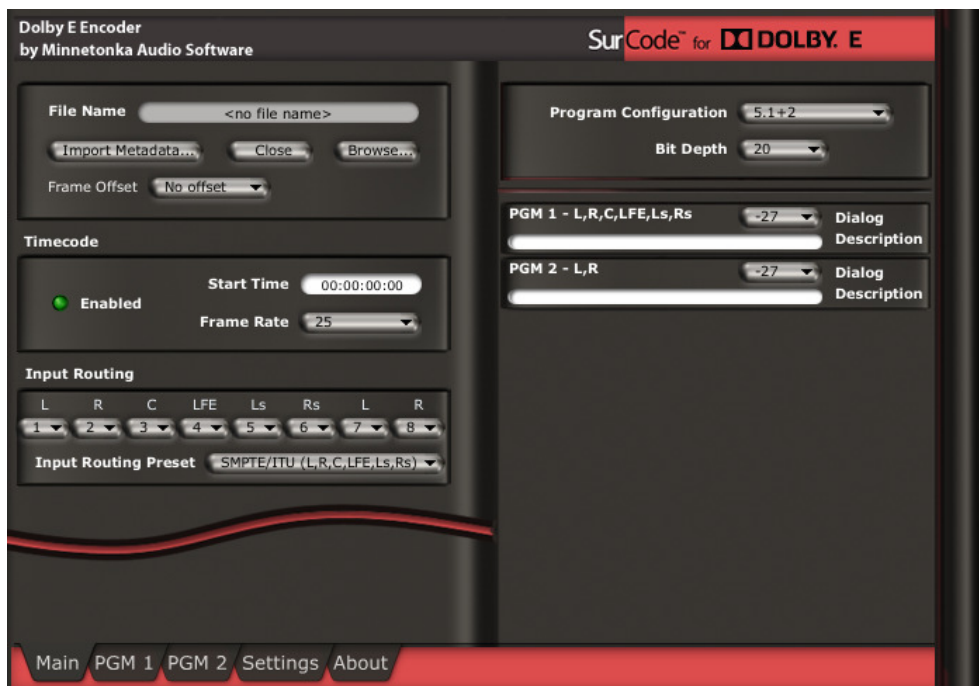 Dolby E Encoder
by Minnetonka Audio Software
SurCode™ for DOLBY. E
File Name <no file name>
Import Metadata... Close Browse...
Frame Offset No offset
Timecode
Enabled
Start Time 00:00:00:00
Frame Rate 25
Input Routing
L R C LFE Ls Rs L R
1 2 3 4 5 6 7 8
Input Routing Preset SMPTE/ITU (L,R,C,LFE,Ls,Rs)
Program Configuration 5.1+2
Bit Depth 20
PGM 1 - L,R,C,LFE,Ls,Rs -27 Dialog
Description
PGM 2 - L,R -27 Dialog
Description
Main PGM 1 PGM 2 Settings About